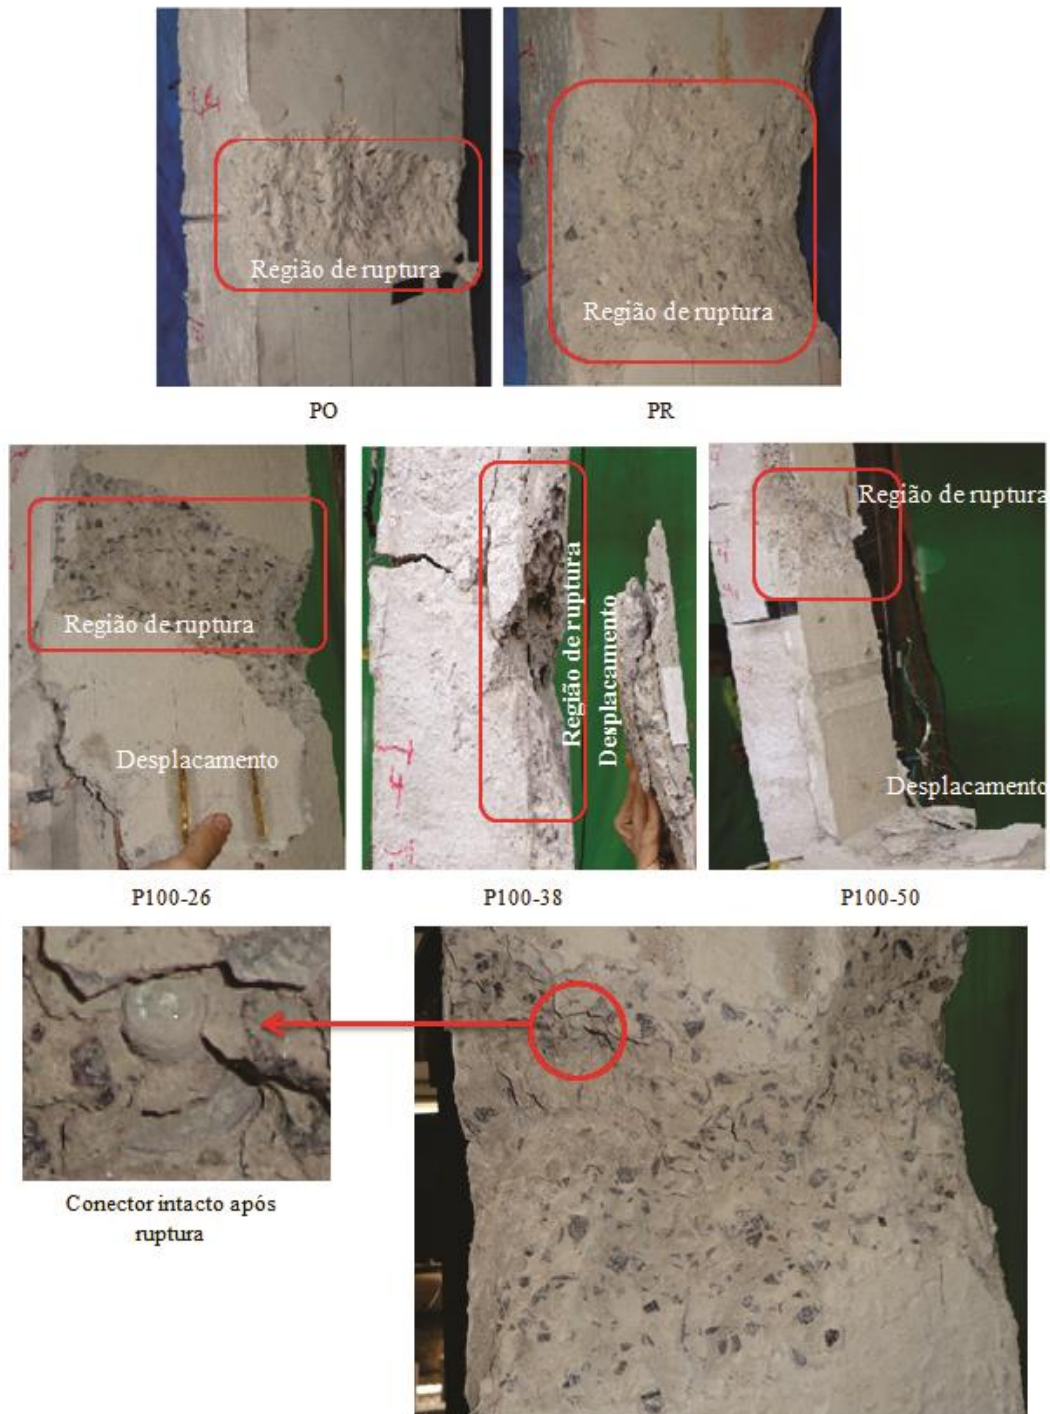 Região de ruptura
Região de ruptura
PO
PR
Região de ruptura
Desplacamento
Região de ruptura
Desplacamento
Região de ruptura
Desplacamento
P100-26
P100-38
P100-50
Conector intacto após
ruptura